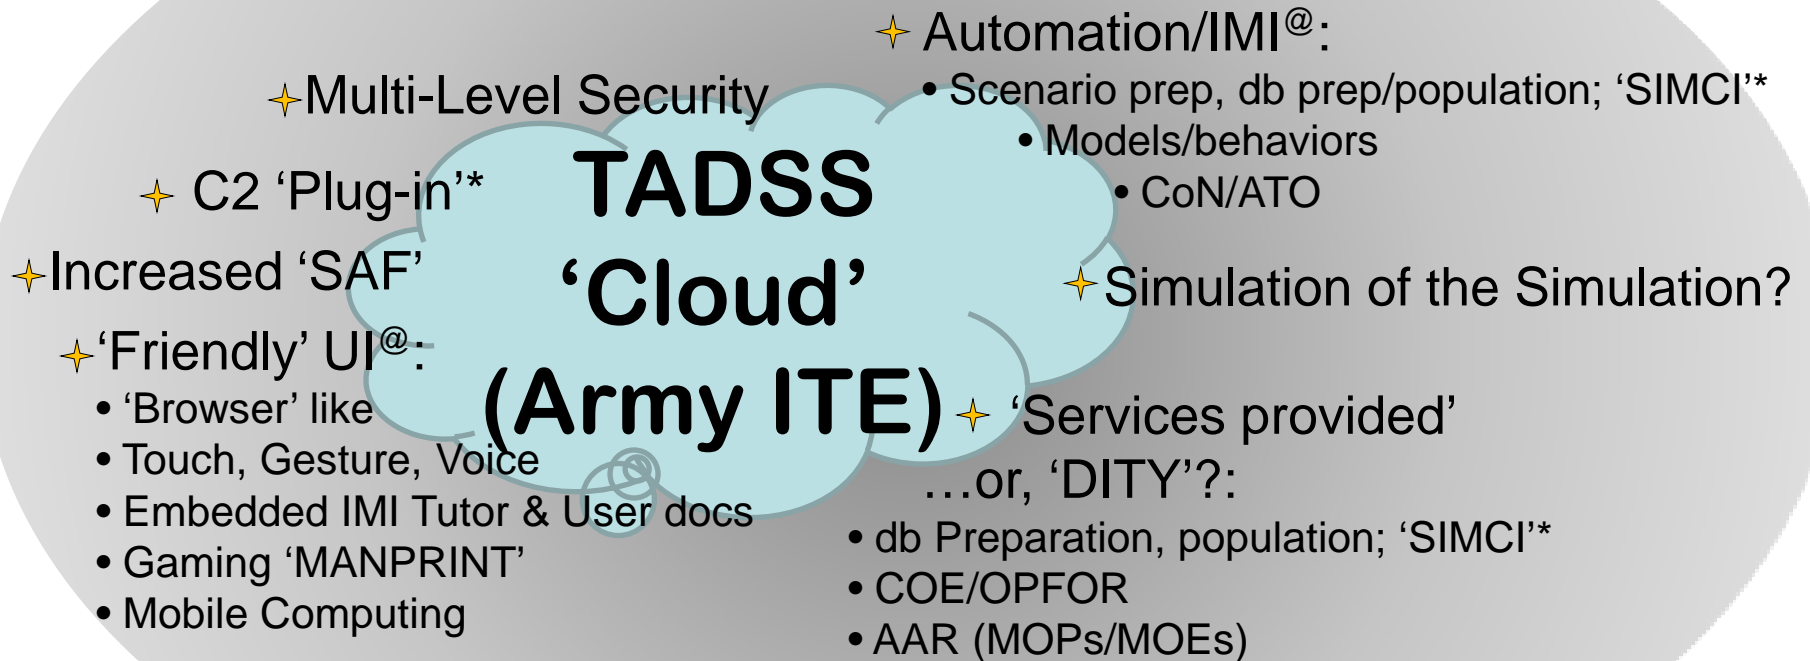 Multi-Level Security
C2 ‘Plug-in’*
Increased ‘SAF’
‘Friendly’ UI@:
• ‘Browser’ like
• Touch, Gesture, Voice
• Embedded IMI Tutor & User docs
• Gaming ‘MANPRINT’
• Mobile Computing
TADSS
‘Cloud’
(Army ITE)
Automation/IMI@:
• Scenario prep, db prep/population; ‘SIMCI’*
• Models/behaviors
• CoN/ATO
Simulation of the Simulation?
‘Services provided’
…or, ‘DITY’?:
• db Preparation, population; ‘SIMCI’*
• COE/OPFOR
• AAR (MOPs/MOEs)